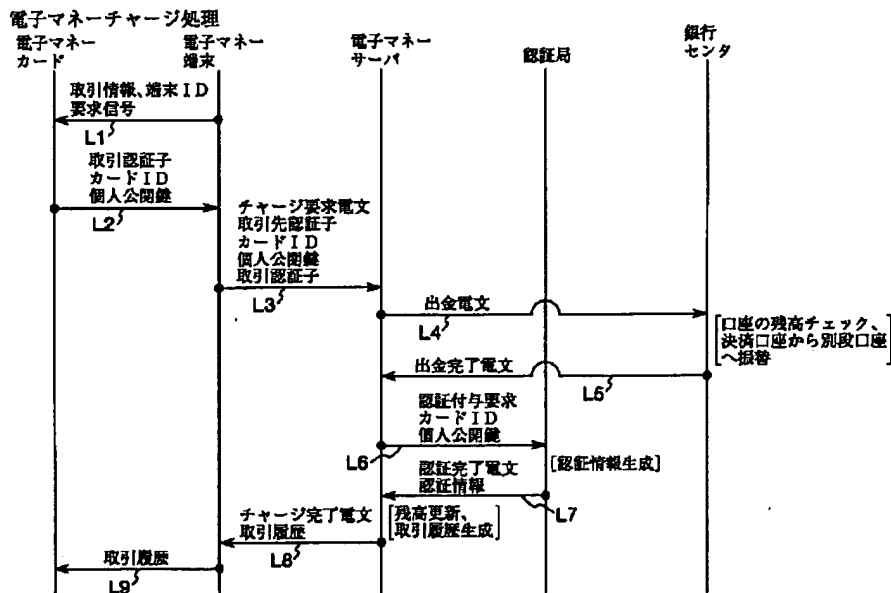 電子マネーチャージ処理
電子マネー
カード
電子マネー
端末
電子マネー
サーバ
認証局
銀行
センタ
取引情報、端末ID
要求信号
L1
取引認証子
カードID
個人公開鍵
L2
チャージ要求電文
取引先認証子
カードID
個人公開鍵
取引認証子
L3
出金電文
L4
[口座の残高チェック、
決済口座から別段口座
へ振替]
出金完了電文
L5
認証付与要求
カードID
個人公開鍵
L6
[認証情報生成]
認証完了電文
認証情報
L7
チャージ完了電文
取引履歴
L8
[残高更新、
取引履歴生成]
取引履歴
L9